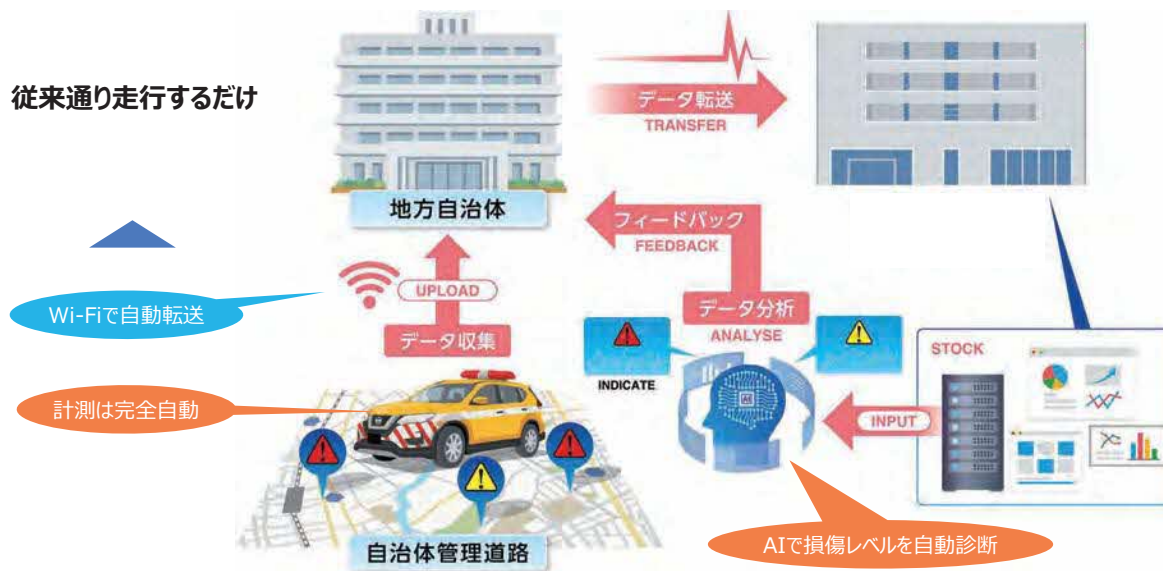 従来通り走行するだけ
データ転送
TRANSFER
地方自治体
フィードバック
FEEDBACK
UPLOAD
Wi-Fiで自動転送
データ収集
データ分析
ANALYSE
STOCK
INDICATE
AI
INPUT
計測は完全自動
自治体管理道路
AIで損傷レベルを自動診断